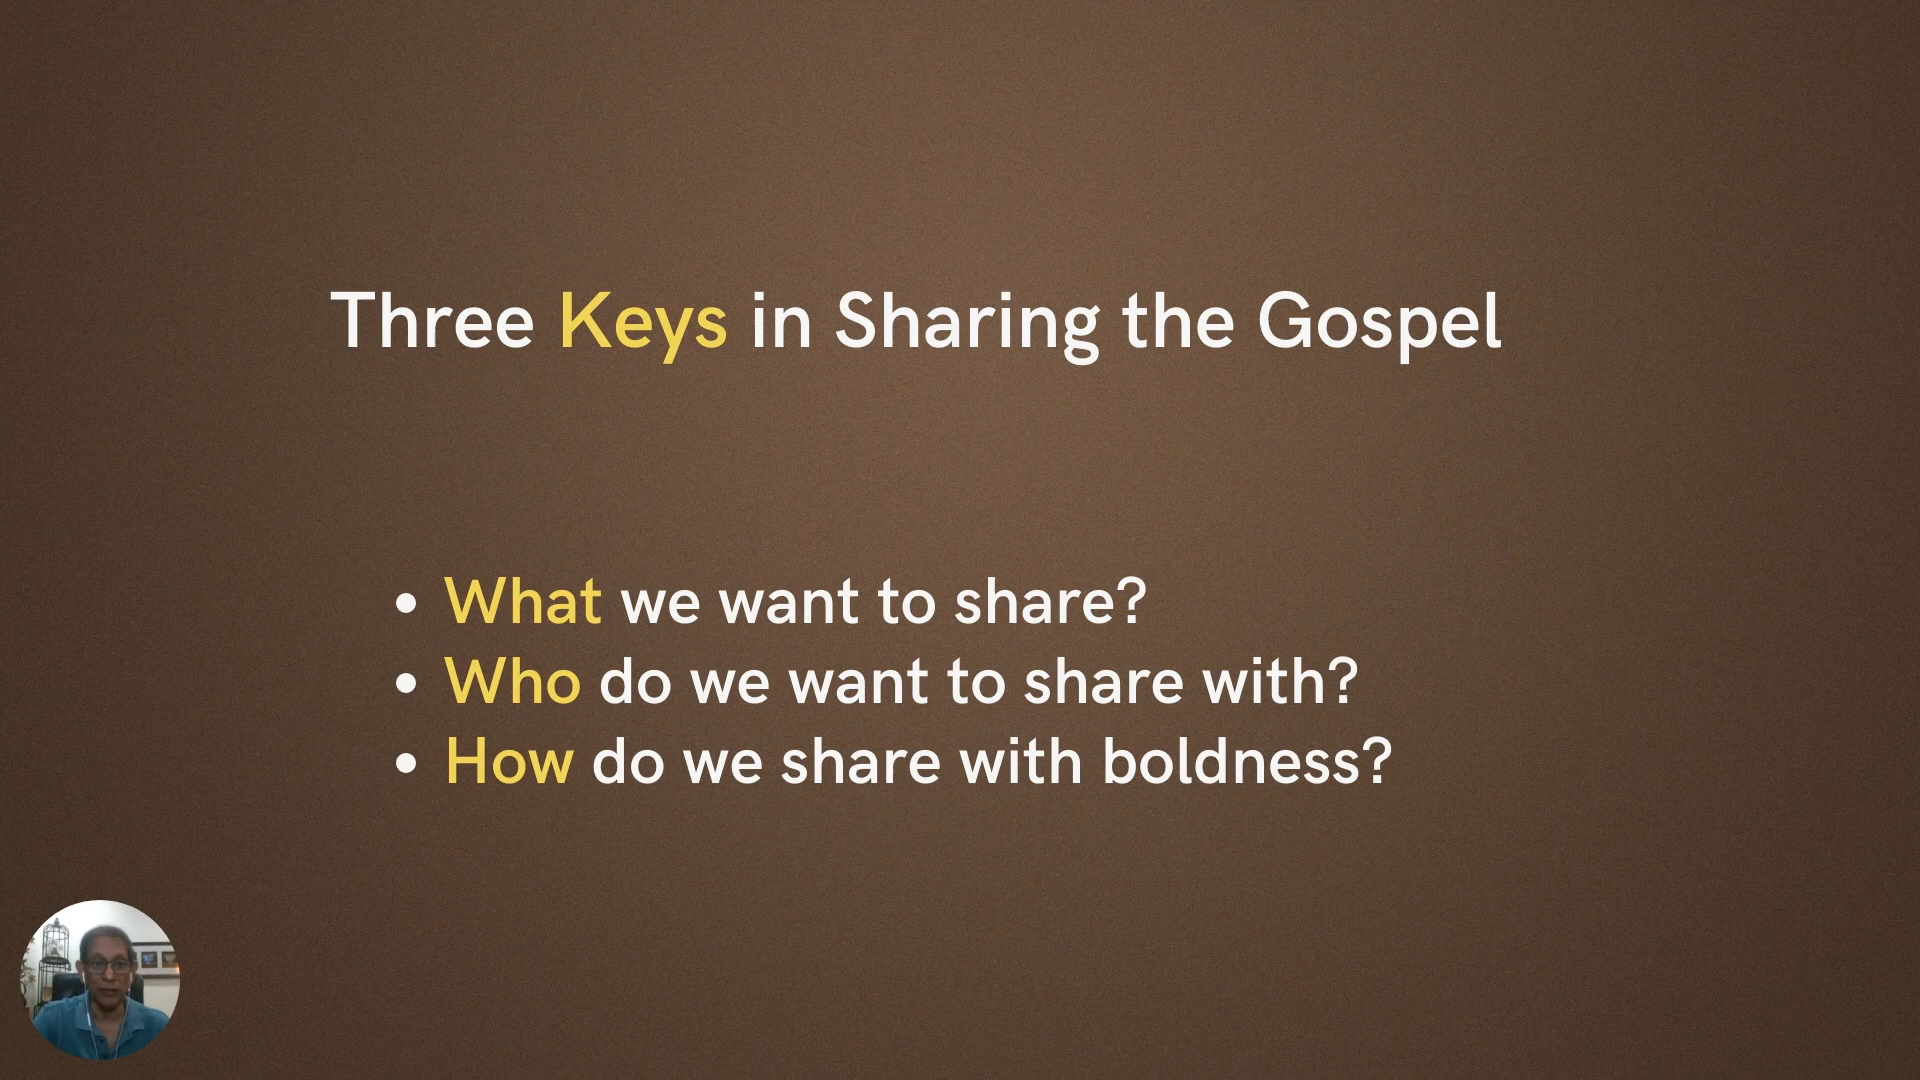 Three Keys in Sharing the Gospel
• What we want to share?
• Who do we want to share with?
• How do we share with boldness?